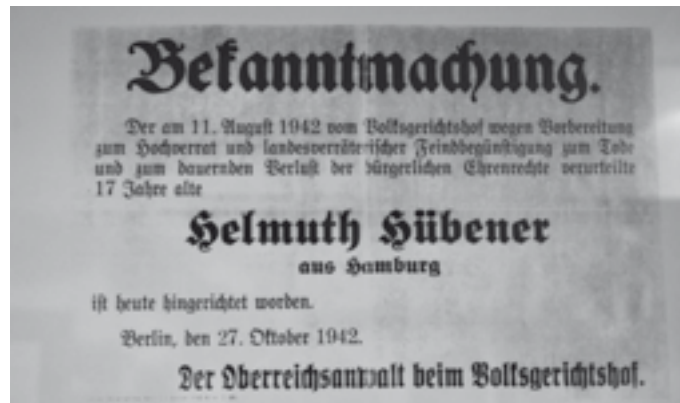 Bekanntmachung.
Der am 11. August 1942 vom Volksgerichtshof wegen Vorbereitung
zum Hochverrat und landesverräterischer Feindbegünstigung zum Tode
und zum dauernden Verlust der bürgerlichen Ehrenrechte verurteilte
17 Jahre alte
Helmuth Hübener
aus Hamburg
ist heute hingerichtet worden.
Berlin, den 27. Oktober 1942.
Der Oberreichsanwalt beim Volksgerichtshof.